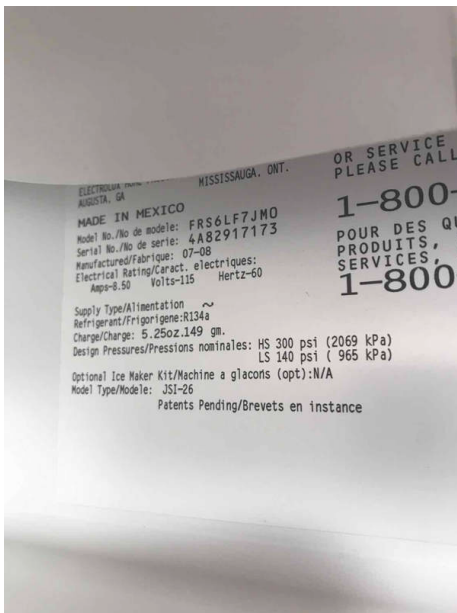 ELECTROLUX HOME
AUGUSTA, GA
MISSISSAUGA. ONT.
OR SERVICE
PLEASE CALL
1-800-
MADE IN MEXICO
Model No./No de modele: FRS6LF7JM0
Serial No./No de serie: 4A82917173
Manufactured/Fabrique: 07-08
Electrical Rating/Caract. electriques:
Amps-8.50 Volts-115 Hertz-60
POUR DES QU
PRODUITS,
SERVICES,
1-800
Supply Type/Alimentation ~
Refrigerant/Frigorigene:R134a
Charge/Charge: 5.25oz.149 gm.
Design Pressures/Pressions nominales: HS 300 psi (2069 kPa)
LS 140 psi ( 965 kPa)
Optional Ice Maker Kit/Machine a glacons (opt):N/A
Model Type/Modele: JSI-26
Patents Pending/Brevets en instance